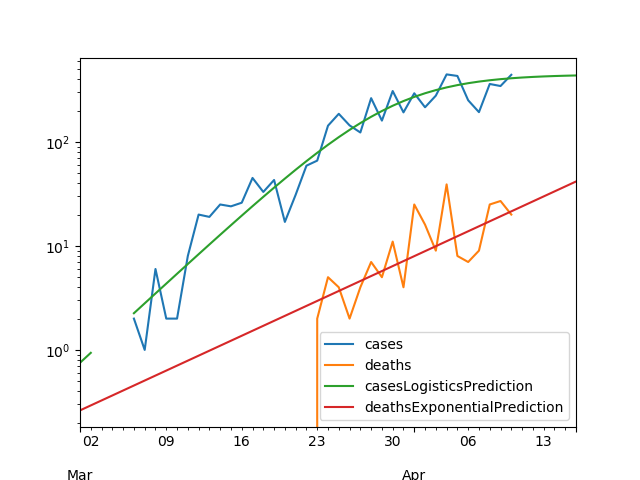 10²
10¹
10⁰
cases
deaths
casesLogisticsPrediction
deathsExponentialPrediction
02 09 16 23 30 06 13
Mar Apr